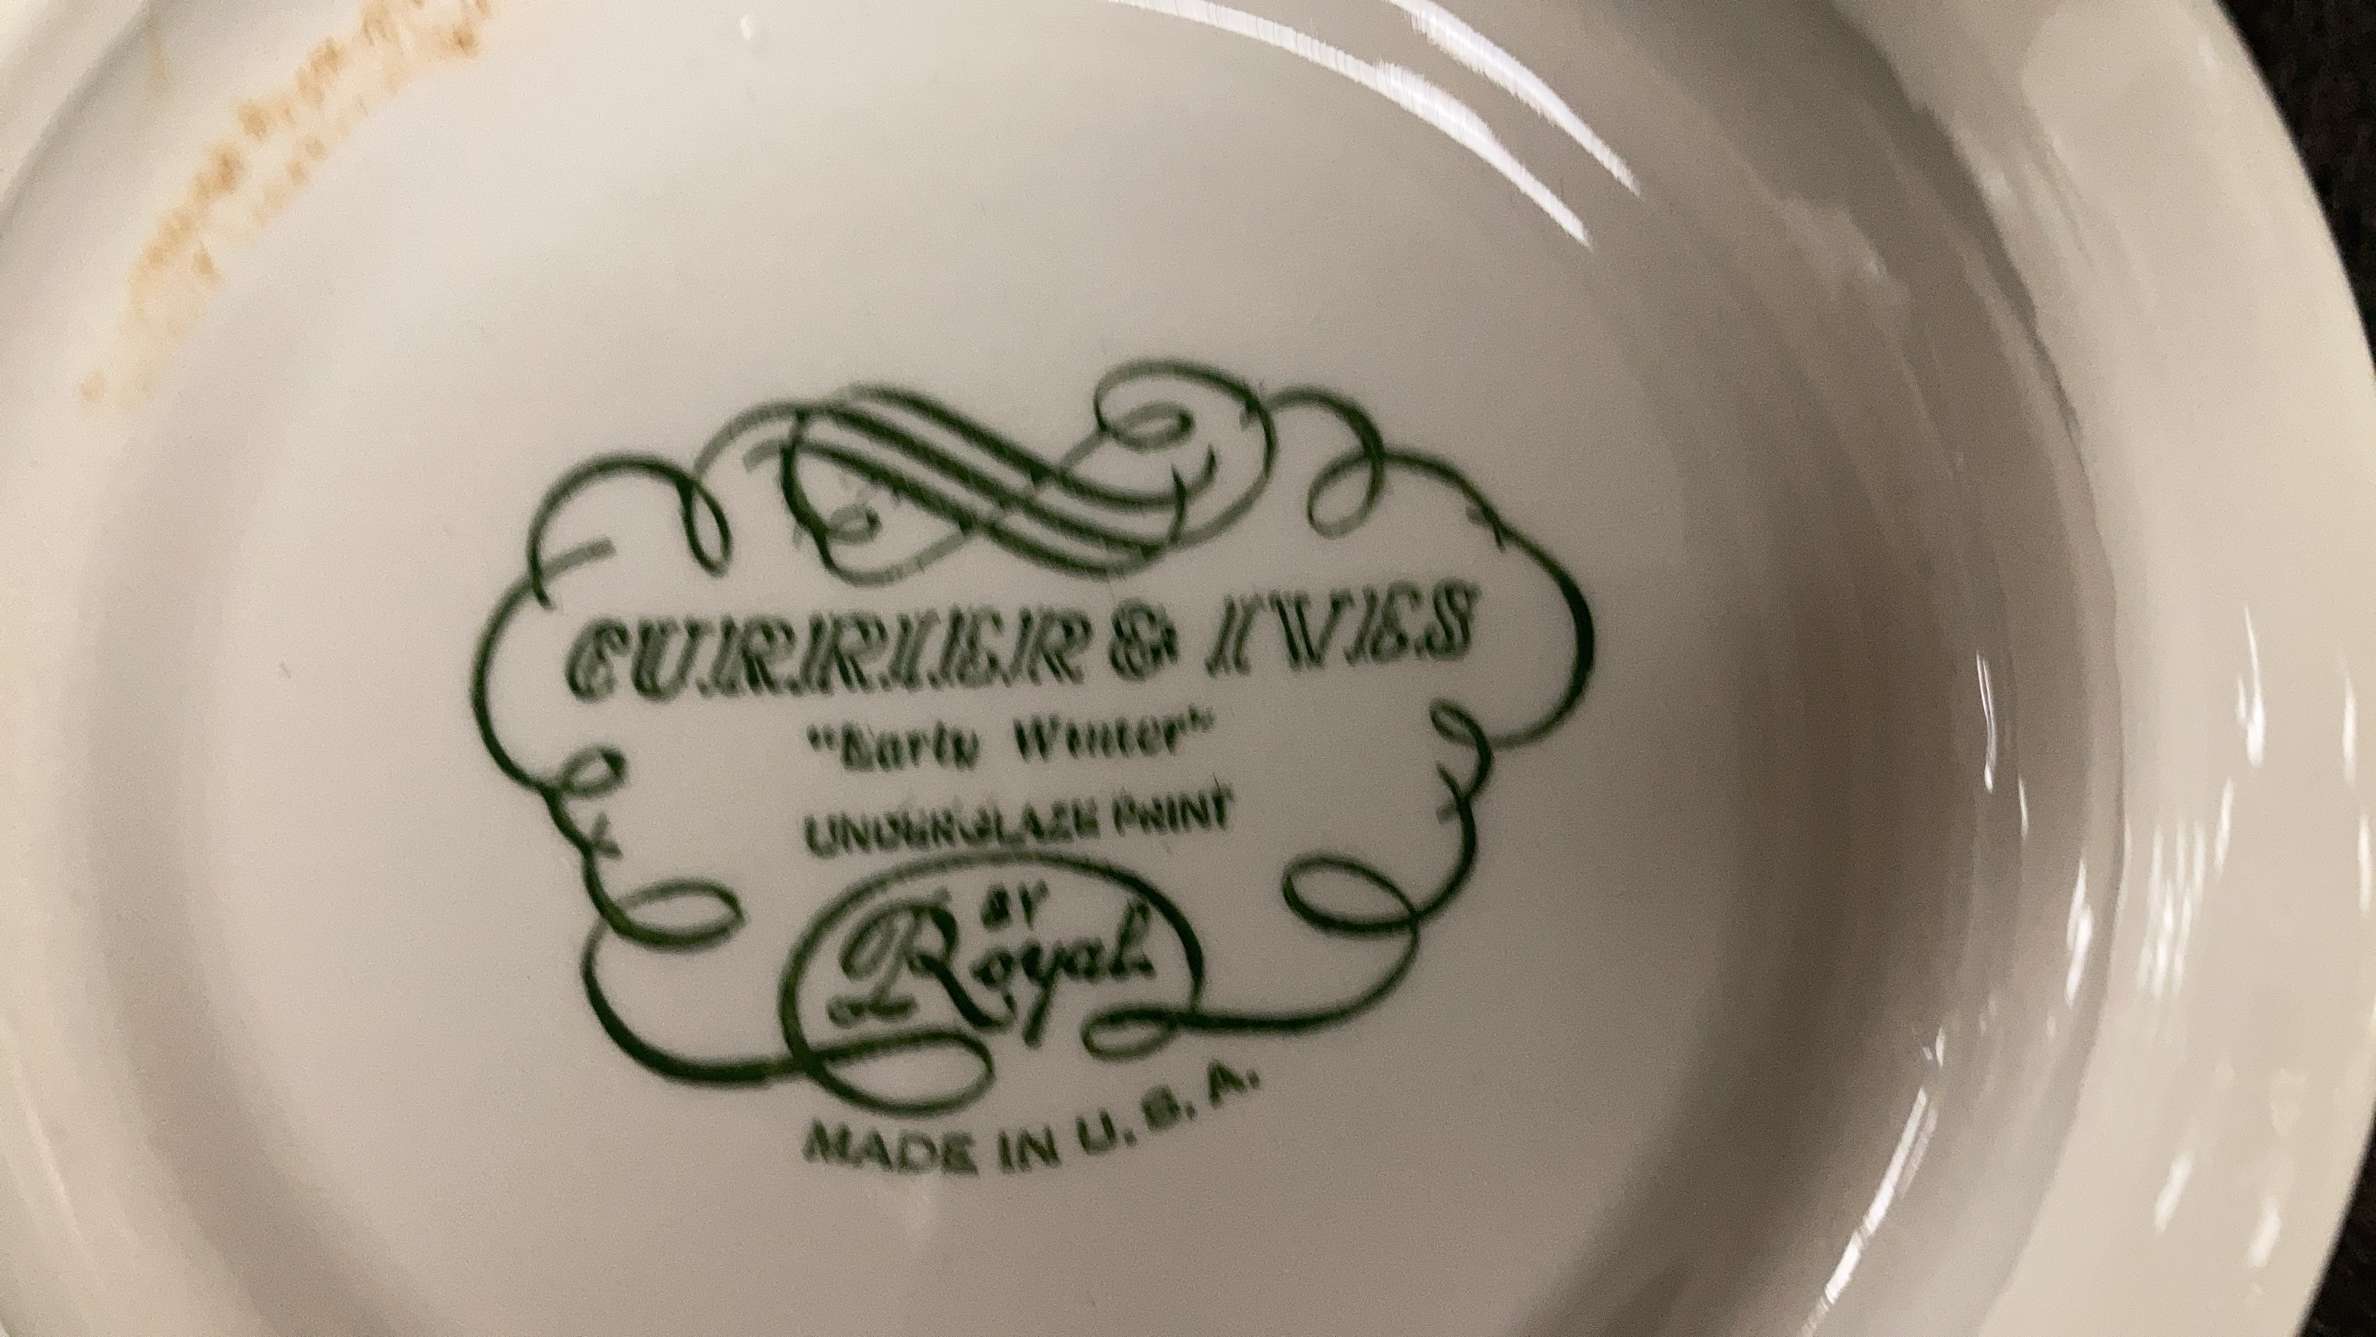 CURRIER & IVES
"Early Winter"
UNDERGLAZE PRINT
BY
Royal
MADE IN U.S.A.